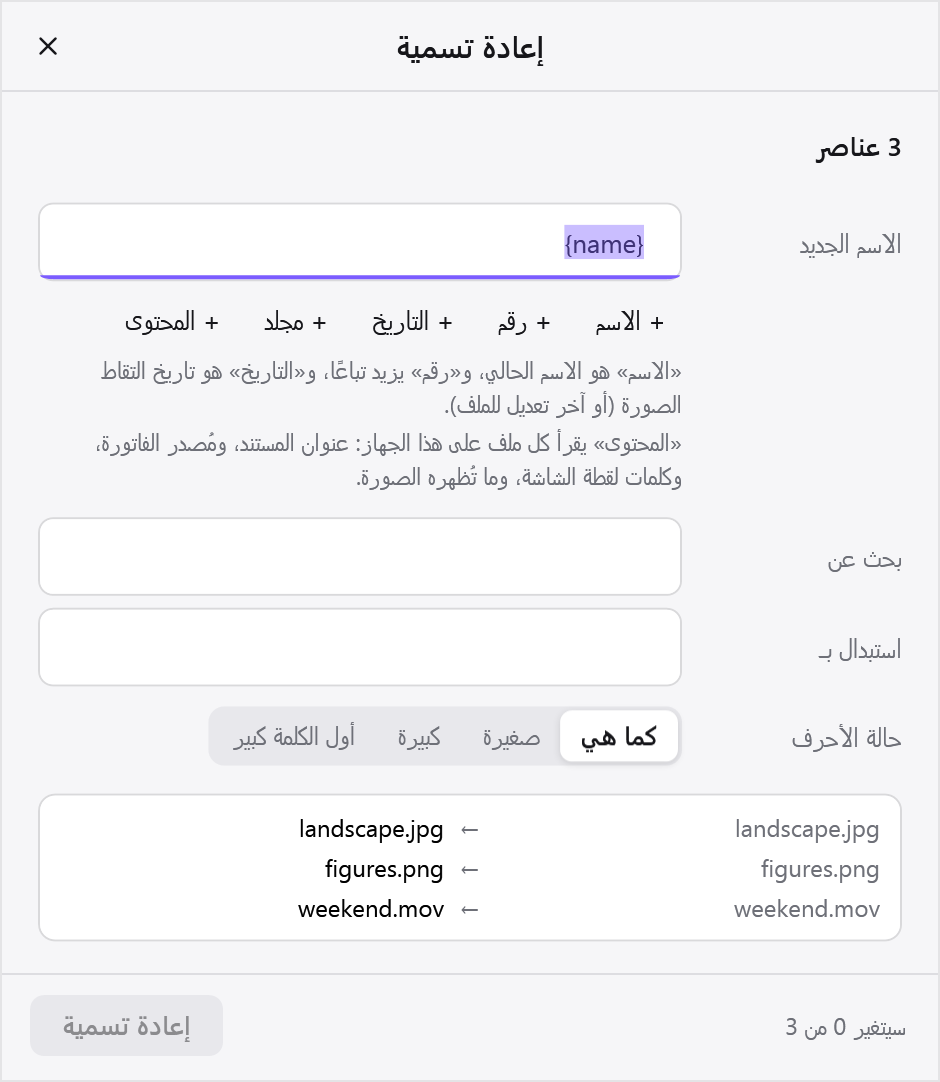 إعادة تسمية
3 عناصر
الاسم الجديد
{name}
+ الاسم + رقم + التاريخ + مجلد + المحتوى
«الاسم» هو الاسم الحالي، و«رقم» يزيد تباعًا، و«التاريخ» هو تاريخ التقاط
الصورة (أو آخر تعديل للملف).
«المحتوى» يقرأ كل ملف على هذا الجهاز: عنوان المستند، ومُصدر الفاتورة،
وكلمات لقطة الشاشة، وما تُظهره الصورة.
بحث عن
استبدال بـ
حالة الأحرف
كما هي صغيرة كبيرة أول الكلمة كبير
landscape.jpg ← landscape.jpg
figures.png ← figures.png
weekend.mov ← weekend.mov
سيتغير 0 من 3
إعادة تسمية